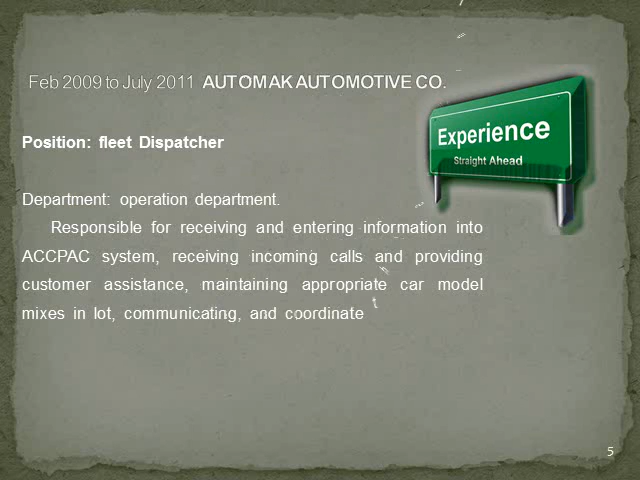 Feb 2009 to July 2011 AUTOMAK AUTOMOTIVE CO.
Experience
Straight Ahead
Position: fleet Dispatcher
Department: operation department.
Responsible for receiving and entering information into
ACCPAC system, receiving incoming calls and providing
customer assistance, maintaining appropriate car model
mixes in lot, communicating, and coordinate
5